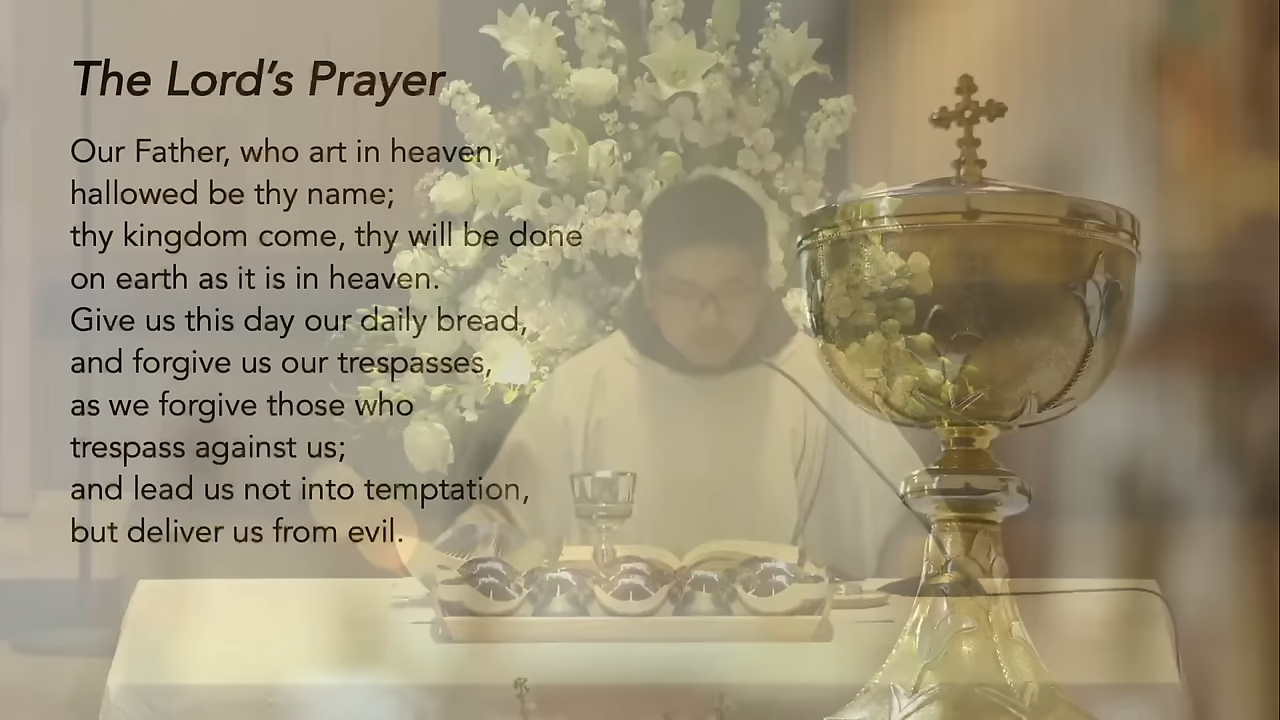 The Lord’s Prayer
Our Father, who art in heaven,
hallowed be thy name;
thy kingdom come, thy will be done
on earth as it is in heaven.
Give us this day our daily bread,
and forgive us our trespasses,
as we forgive those who
trespass against us;
and lead us not into temptation,
but deliver us from evil.